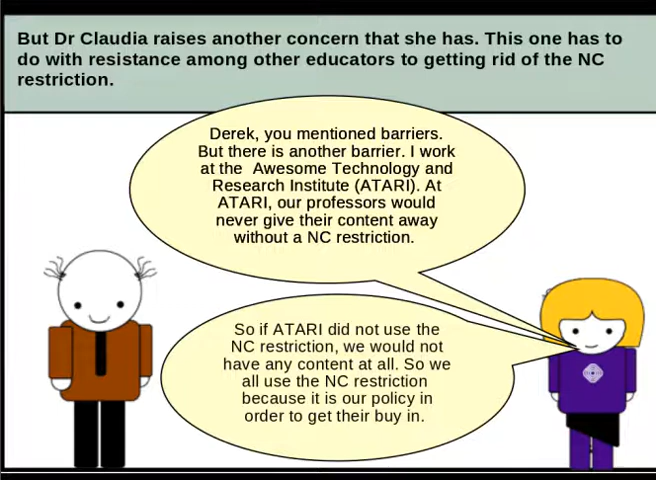 But Dr Claudia raises another concern that she has. This one has to
do with resistance among other educators to getting rid of the NC
restriction.
Derek, you mentioned barriers.
But there is another barrier. I work
at the Awesome Technology and
Research Institute (ATARI). At
ATARI, our professors would
never give their content away
without a NC restriction.
So if ATARI did not use the
NC restriction, we would not
have any content at all. So we
all use the NC restriction
because it is our policy in
order to get their buy in.